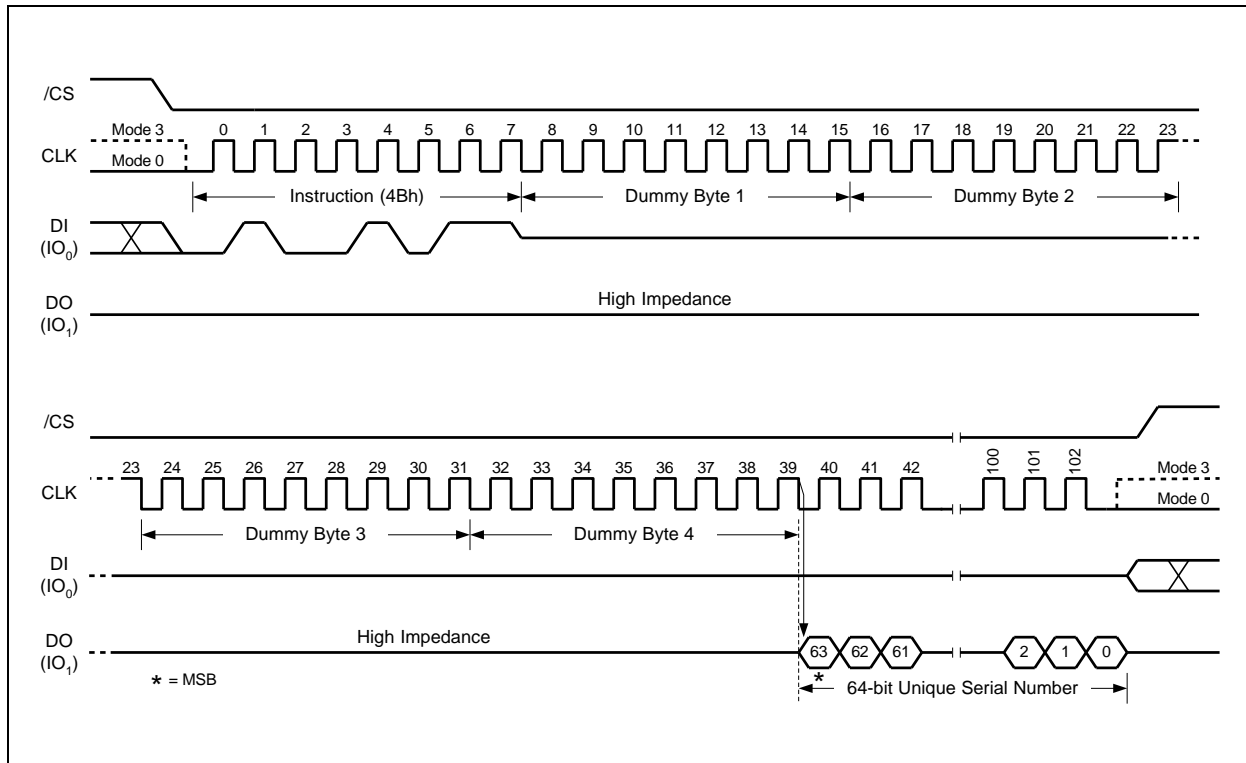 /CS
Mode 3
0 1 2 3 4 5 6 7 8 9 10 11 12 13 14 15 16 17 18 19 20 21 22 23
CLK
Mode 0
Instruction (4Bh) Dummy Byte 1 Dummy Byte 2
DI
(IO0)
High Impedance
DO
(IO1)
/CS
23 24 25 26 27 28 29 30 31 32 33 34 35 36 37 38 39 40 41 42 100 101 102
Mode 3
CLK
Mode 0
Dummy Byte 3 Dummy Byte 4
DI
(IO0)
High Impedance
DO
(IO1)
63 62 61 2 1 0
* = MSB
*
64-bit Unique Serial Number